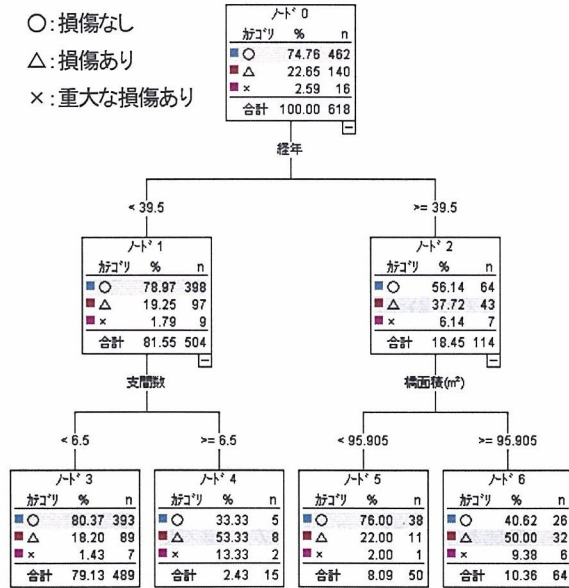 ○:損傷なし
△:損傷あり
×:重大な損傷あり
ノード 0
カテゴリ % n
○ 74.76 462
△ 22.65 140
× 2.59 16
合計 100.00 618
経年
< 39.5 >= 39.5
ノード 1 ノード 2
カテゴリ % n カテゴリ % n
○ 78.97 398 ○ 56.14 64
△ 19.25 97 △ 37.72 43
× 1.79 9 × 6.14 7
合計 81.55 504 合計 18.45 114
支間数 橋面積(m²)
< 6.5 >= 6.5 < 95.905 >= 95.905
ノード 3 ノード 4 ノード 5 ノード 6
カテゴリ % n カテゴリ % n カテゴリ % n カテゴリ % n
○ 80.37 393 ○ 33.33 5 ○ 76.00 38 ○ 40.62 26
△ 18.20 89 △ 53.33 8 △ 22.00 11 △ 50.00 32
× 1.43 7 × 13.33 2 × 2.00 1 × 9.38 6
合計 79.13 489 合計 2.43 15 合計 8.09 50 合計 10.36 64